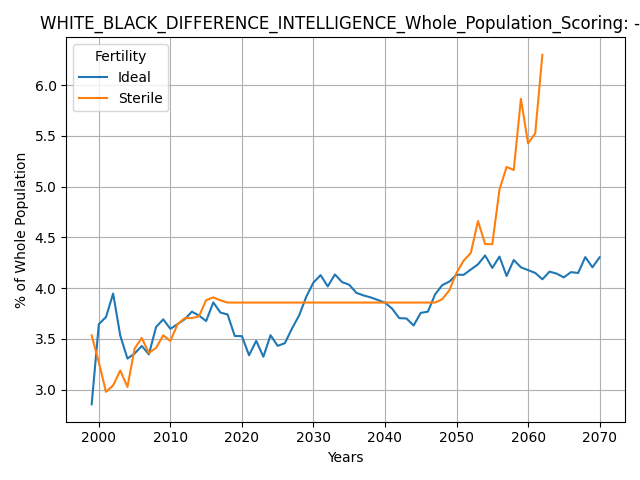 WHITE_BLACK_DIFFERENCE_INTELLIGENCE_Whole_Population_Scoring: -
Fertility
Ideal
Sterile
6.0
5.5
5.0
4.5
4.0
3.5
3.0
% of Whole Population
2000 2010 2020 2030 2040 2050 2060 2070
Years